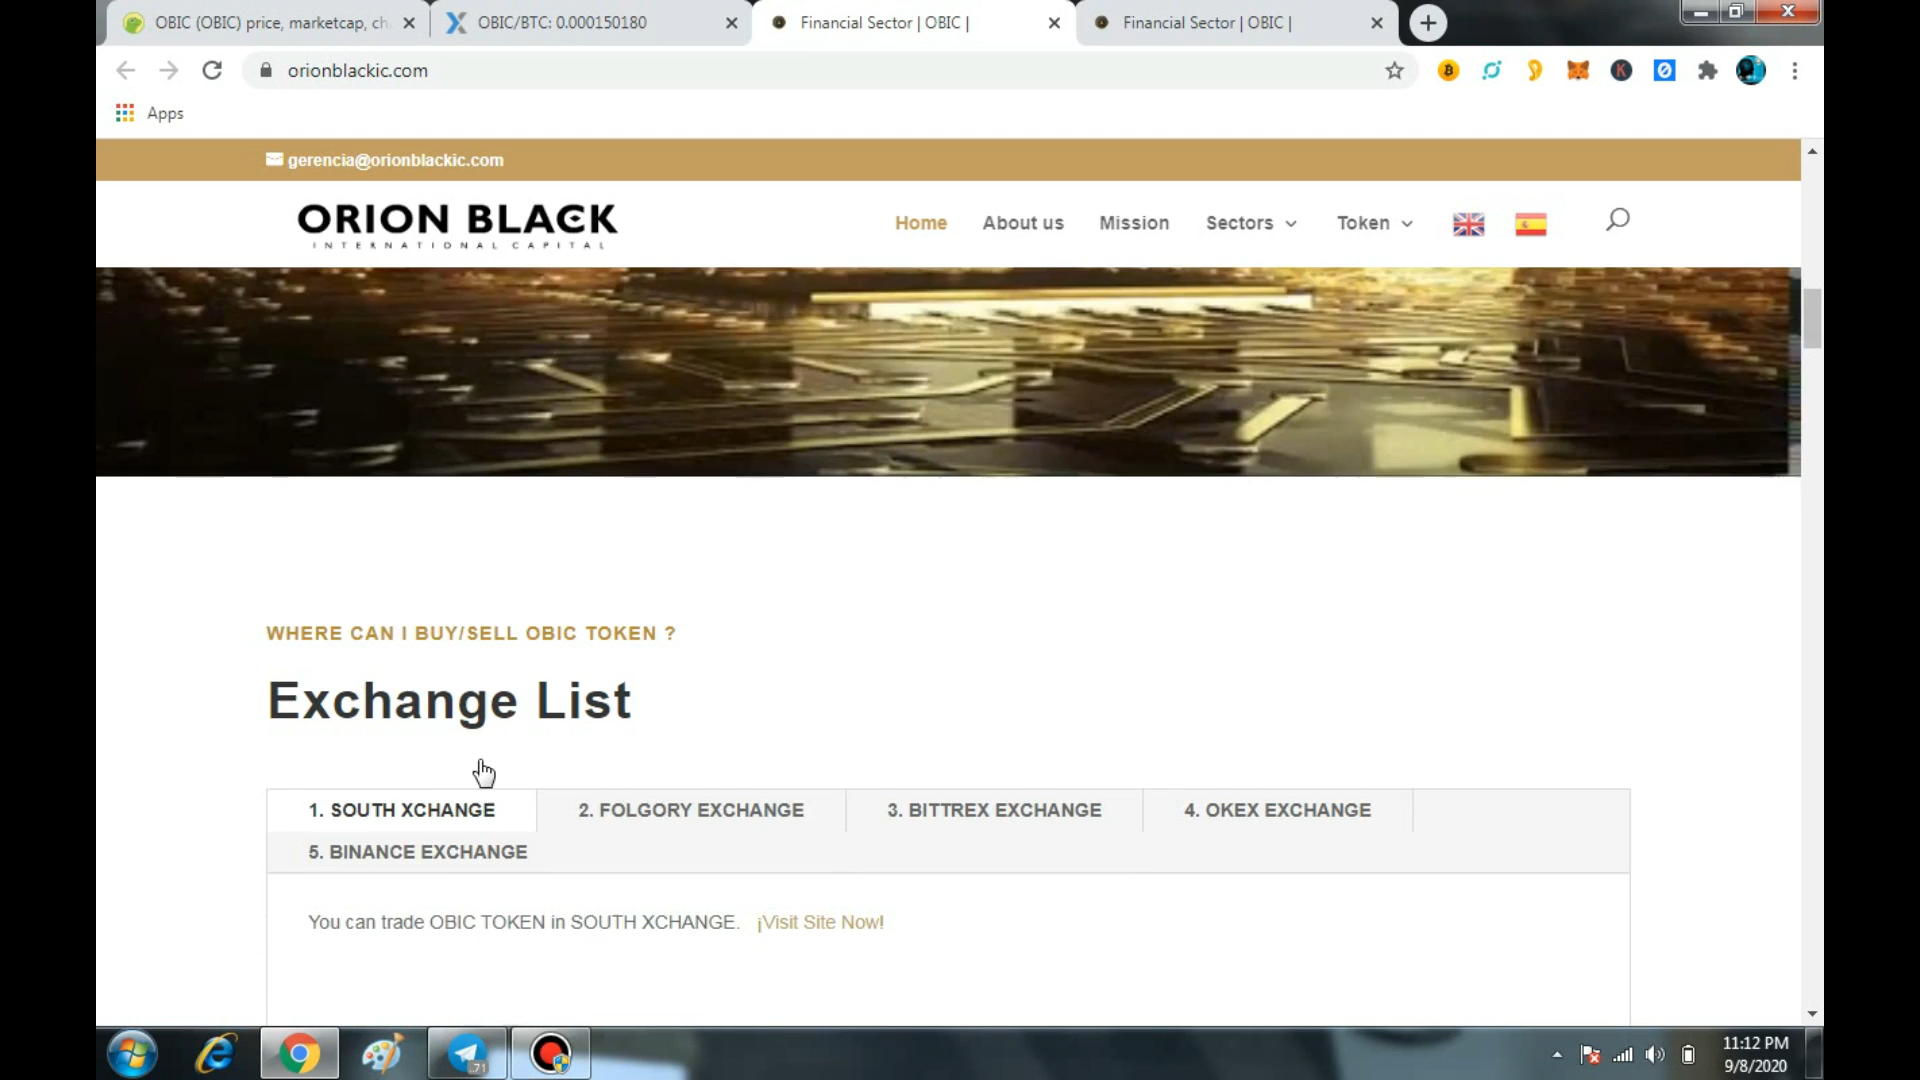 OBIC (OBIC) price, marketcap, ch
OBIC/BTC: 0.000150180
Financial Sector | OBIC |
Financial Sector | OBIC |
orionblackic.com
Apps
gerencia@orionblackic.com
ORION BLACK
INTERNATIONAL CAPITAL
Home
About us
Mission
Sectors
Token
WHERE CAN I BUY/SELL OBIC TOKEN ?
Exchange List
1. SOUTH XCHANGE
2. FOLGORY EXCHANGE
3. BITTREX EXCHANGE
4. OKEX EXCHANGE
5. BINANCE EXCHANGE
You can trade OBIC TOKEN in SOUTH XCHANGE. ¡Visit Site Now!
.71
11:12 PM
9/8/2020